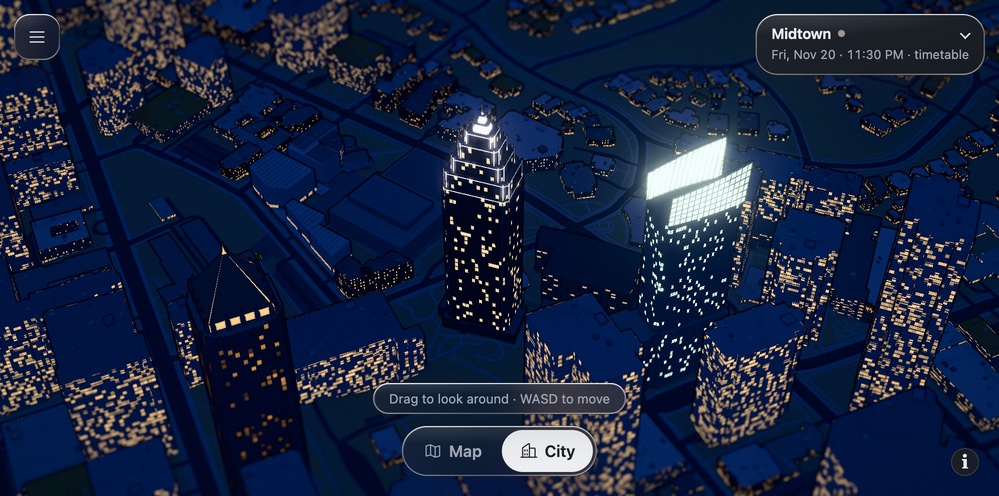 Midtown
Fri, Nov 20 · 11:30 PM · timetable
Drag to look around · WASD to move
Map
City